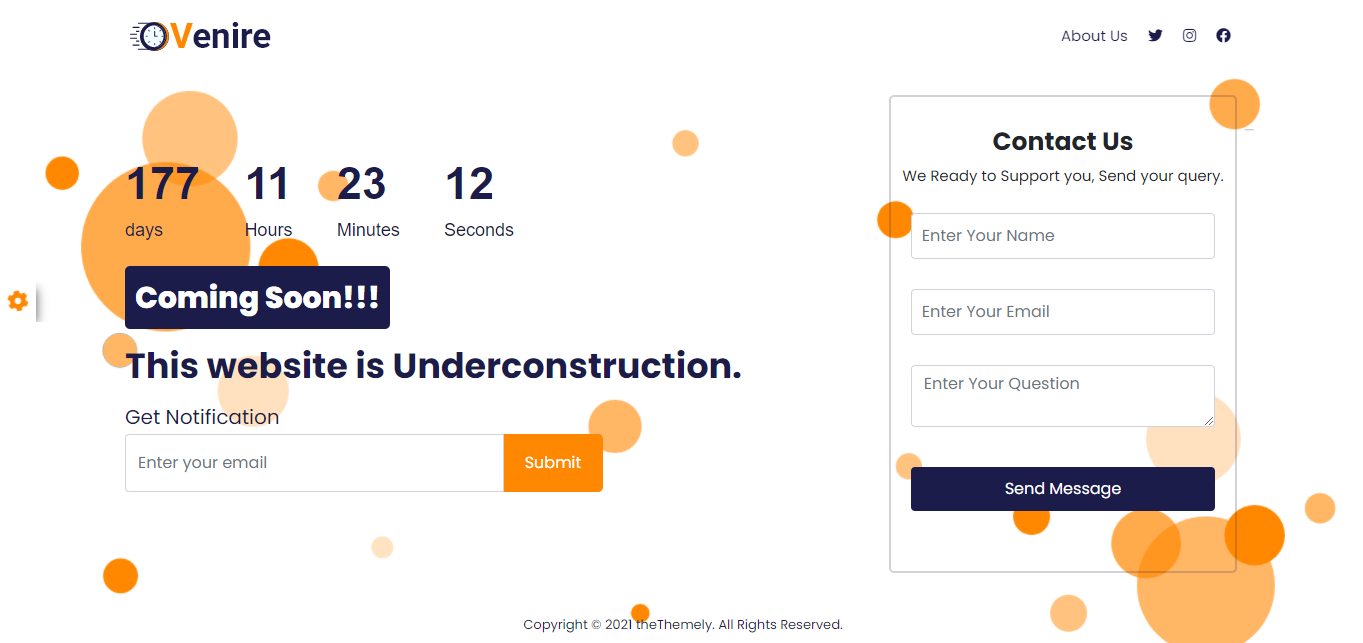 Venire
About Us
177 11 23 12
days Hours Minutes Seconds
Coming Soon!!!
This website is Underconstruction.
Get Notification
Enter your email Submit
Contact Us
We Ready to Support you, Send your query.
Enter Your Name
Enter Your Email
Enter Your Question
Send Message
Copyright © 2021 theThemely. All Rights Reserved.